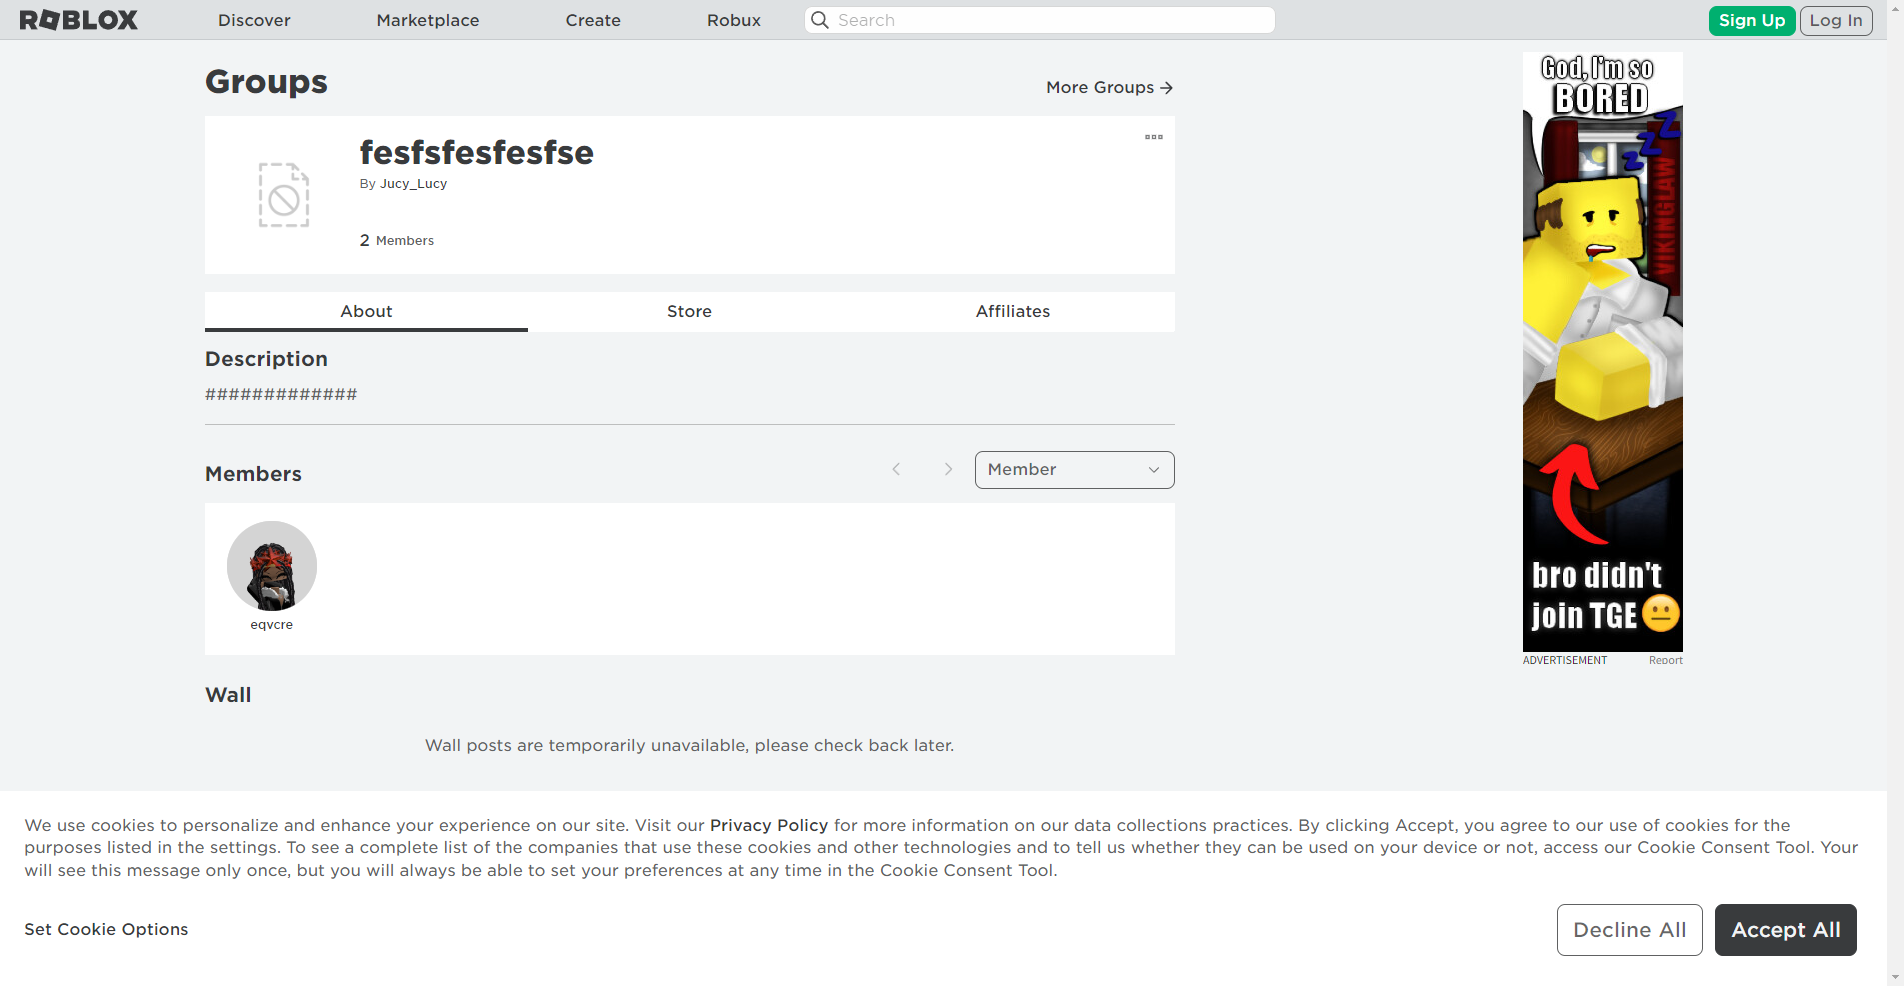 ROBLOX
Discover
Marketplace
Create
Robux
Search
Sign Up
Log In
Groups
More Groups →
fesfsfesfesfse
By Jucy_Lucy
2 Members
About
Store
Affiliates
Description
#############
Members
Member
eqvcre
Wall
Wall posts are temporarily unavailable, please check back later.
God, I'm so
BORED
zzZ
VIKINGLAW
bro didn't
join TGE
ADVERTISEMENT
Report
We use cookies to personalize and enhance your experience on our site. Visit our Privacy Policy for more information on our data collections practices. By clicking Accept, you agree to our use of cookies for the
purposes listed in the settings. To see a complete list of the companies that use these cookies and other technologies and to tell us whether they can be used on your device or not, access our Cookie Consent Tool. Your
will see this message only once, but you will always be able to set your preferences at any time in the Cookie Consent Tool.
Set Cookie Options
Decline All
Accept All